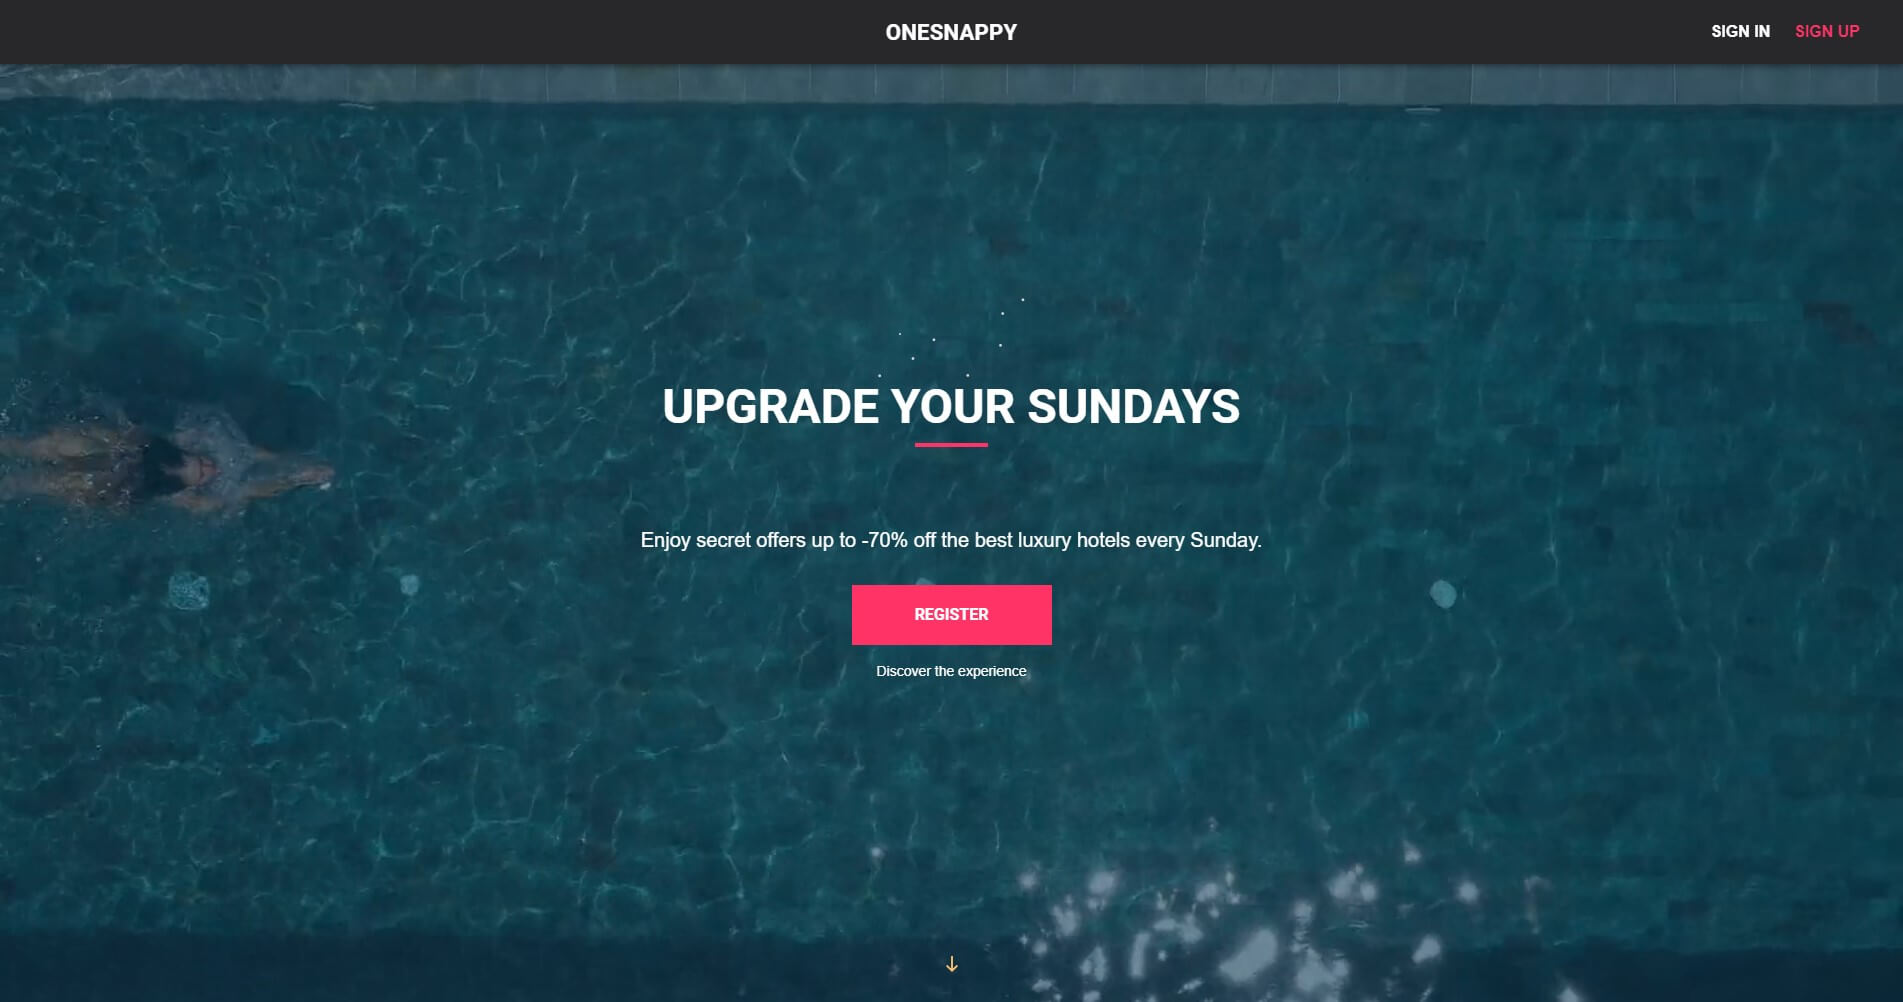 ONESNAPPY
SIGN IN SIGN UP
UPGRADE YOUR SUNDAYS
Enjoy secret offers up to -70% off the best luxury hotels every Sunday.
REGISTER
Discover the experience